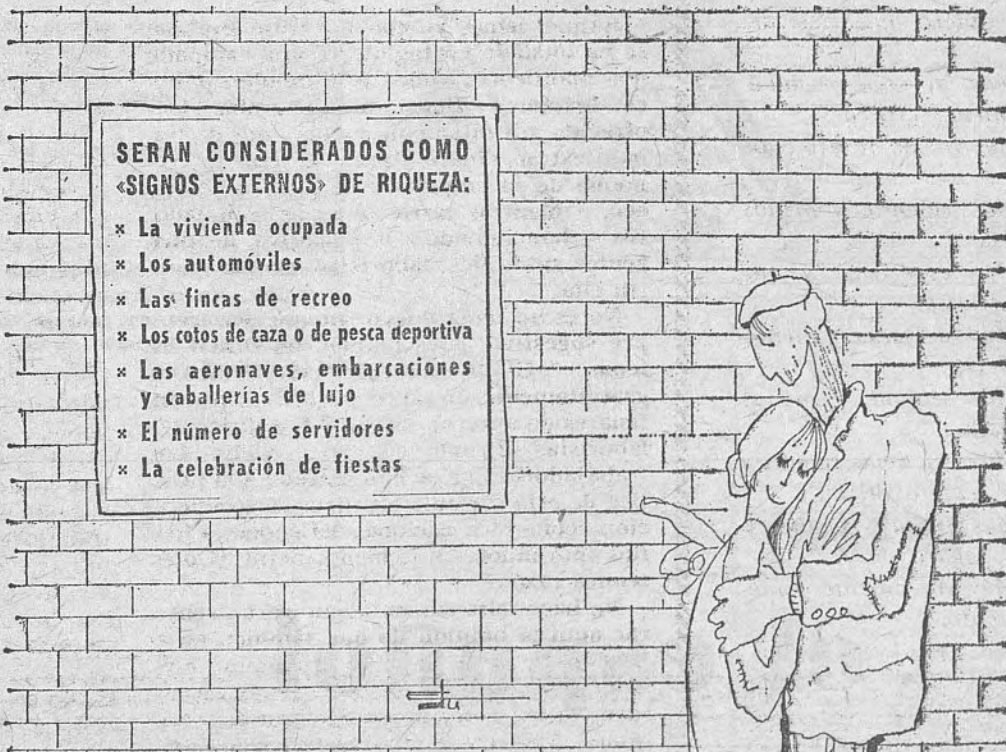 SERAN CONSIDERADOS COMO
«SIGNOS EXTERNOS» DE RIQUEZA:
× La vivienda ocupada
× Los automóviles
× Las fincas de recreo
× Los cotos de caza o de pesca deportiva
× Las aeronaves, embarcaciones
y caballerías de lujo
× El número de servidores
× La celebración de fiestas